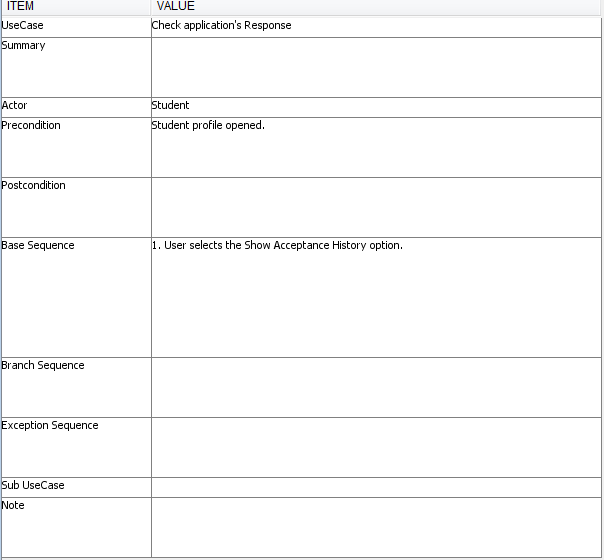 ITEM VALUE
UseCase Check application's Response
Summary
Actor Student
Precondition Student profile opened.
Postcondition
Base Sequence 1. User selects the Show Acceptance History option.
Branch Sequence
Exception Sequence
Sub UseCase
Note